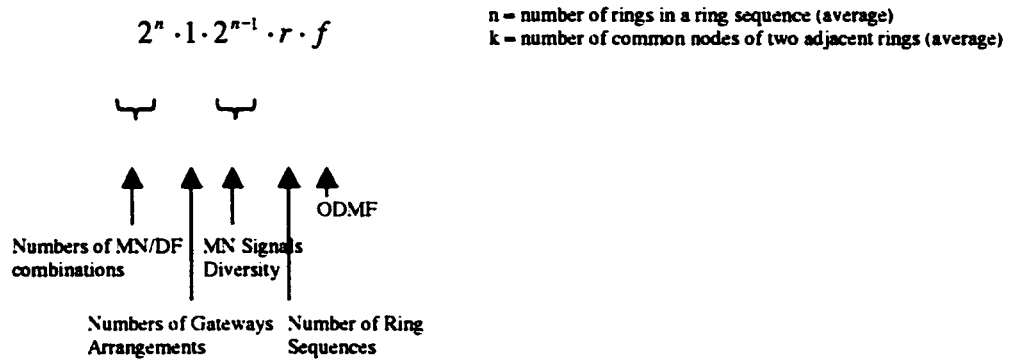 2^n · 1 · 2^{n-1} · r · f
n = number of rings in a ring sequence (average)
k = number of common nodes of two adjacent rings (average)
ODMF
Numbers of MN/DF
combinations
MN Signals
Diversity
Numbers of Gateways
Arrangements
Number of Ring
Sequences